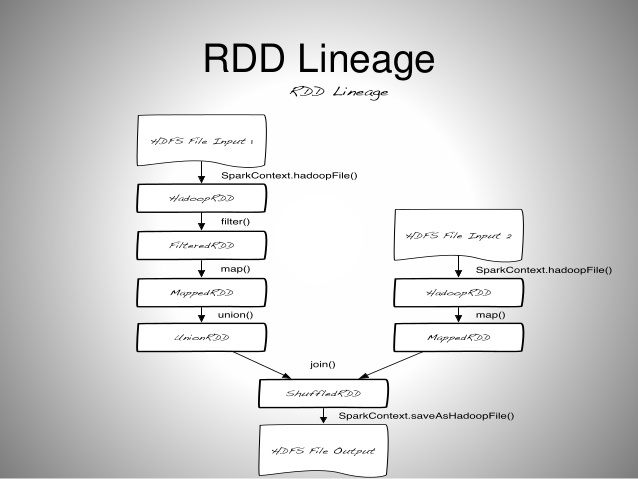 RDD Lineage
RDD Lineage
HDFS File Input 1
SparkContext.hadoopFile()
HadoopRDD
filter()
FilteredRDD
map()
MappedRDD
union()
UnionRDD
HDFS File Input 2
SparkContext.hadoopFile()
HadoopRDD
map()
MappedRDD
join()
ShuffledRDD
SparkContext.saveAsHadoopFile()
HDFS File Output